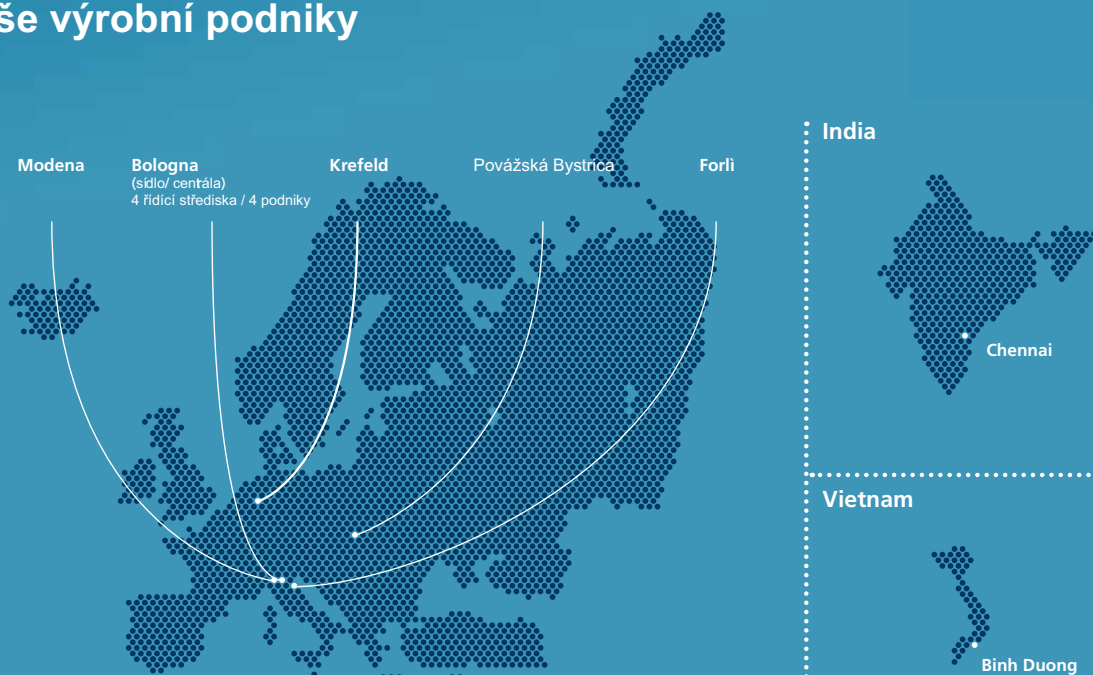 še výrobní podniky
Modena
Bologna
(sídlo/ centrála)
4 řídící střediska / 4 podniky
Krefeld
Povážská Bystrica
Forlì
India
Chennai
Vietnam
Binh Duong